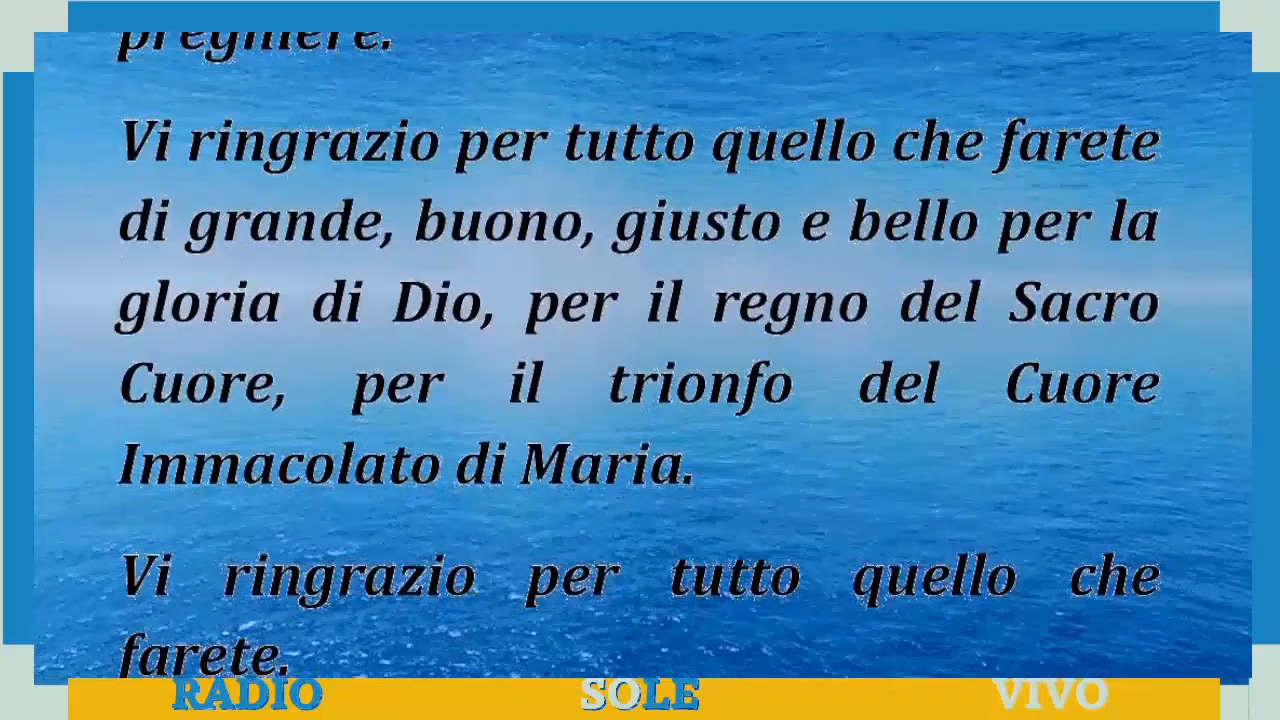 preghiere.
Vi ringrazio per tutto quello che farete
di grande, buono, giusto e bello per la
gloria di Dio, per il regno del Sacro
Cuore, per il trionfo del Cuore
Immacolato di Maria.
Vi ringrazio per tutto quello che
farete.
RADIO SOLE VIVO